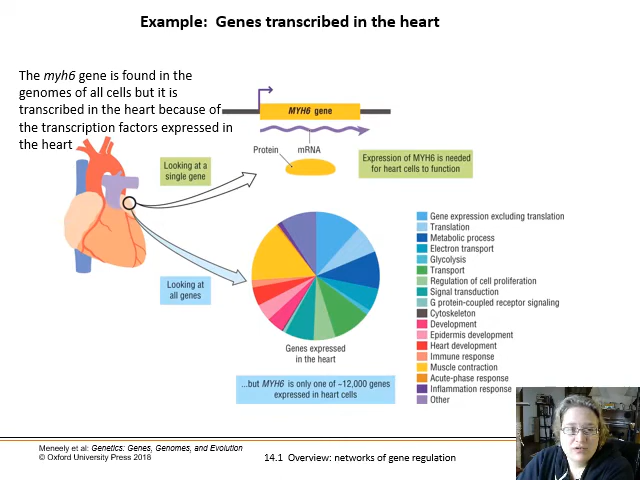 Example:  Genes transcribed in the heart
The myh6 gene is found in the
genomes of all cells but it is
transcribed in the heart because of
the transcription factors expressed in
the heart
MYH6 gene
Protein
mRNA
Looking at a
single gene
Expression of MYH6 is needed
for heart cells to function
Looking at
all genes
Genes expressed
in the heart
...but MYH6 is only one of ~12,000 genes
expressed in heart cells
Gene expression excluding translation
Translation
Metabolic process
Electron transport
Glycolysis
Transport
Regulation of cell proliferation
Signal transduction
G protein-coupled receptor signaling
Cytoskeleton
Development
Epidermis development
Heart development
Immune response
Muscle contraction
Acute-phase response
Inflammation response
Other
Meneely et al: Genetics: Genes, Genomes, and Evolution
© Oxford University Press 2018
14.1  Overview: networks of gene regulation